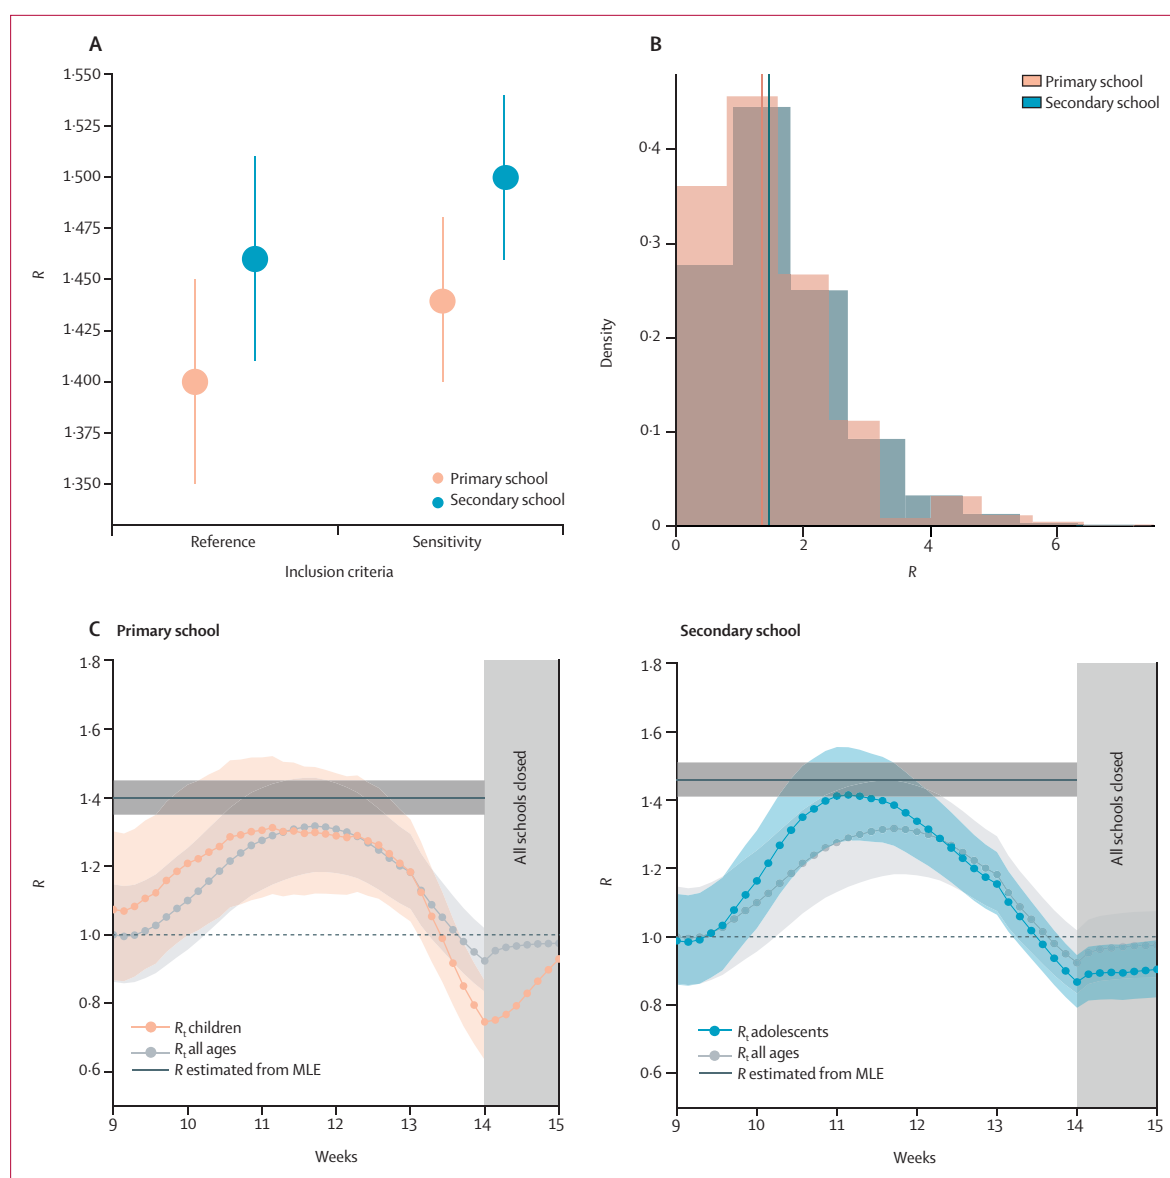 A
1·550
1·525
1·500
1·475
1·450
1·425
1·400
1·375
1·350
R
Primary school
Secondary school
Reference
Sensitivity
Inclusion criteria
B
Primary school
Secondary school
0·4
0·3
0·2
0·1
0
Density
0
2
4
6
R
C Primary school
1·8
1·6
1·4
1·2
1·0
0·8
0·6
R
All schools closed
Rt children
Rt all ages
R estimated from MLE
9
10
11
12
13
14
15
Weeks
Secondary school
1·8
1·6
1·4
1·2
1·0
0·8
0·6
R
All schools closed
Rt adolescents
Rt all ages
R estimated from MLE
9
10
11
12
13
14
15
Weeks